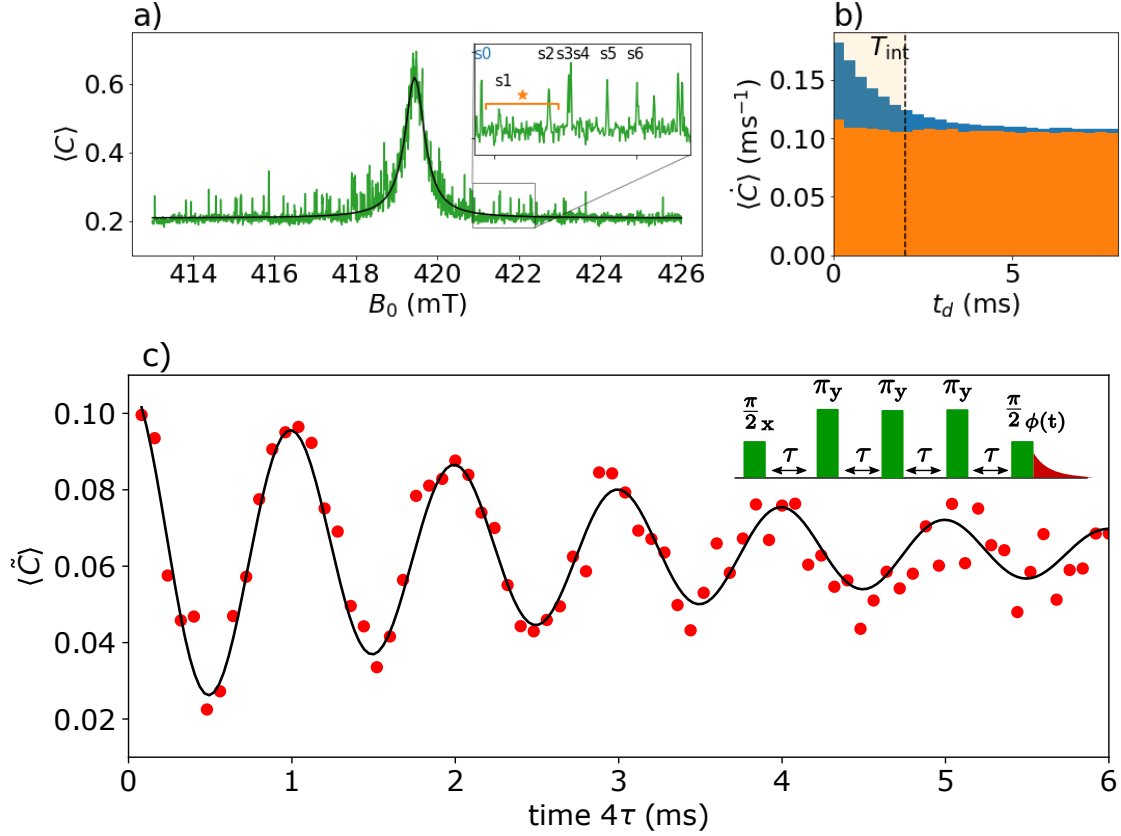 a)
⟨C⟩
0.6
0.4
0.2
414 416 418 420 422 424 426
B₀ (mT)
s0 s1 s2 s3 s4 s5 s6
b)
⟨Ċ⟩ (ms⁻¹)
0.15
0.10
0.05
0.00
T_int
0 5
t_d (ms)
c)
⟨C̃⟩
0.10
0.08
0.06
0.04
0.02
π/2 x π_y π_y π_y π/2 ϕ(t)
τ τ τ τ
0 1 2 3 4 5 6
time 4τ (ms)